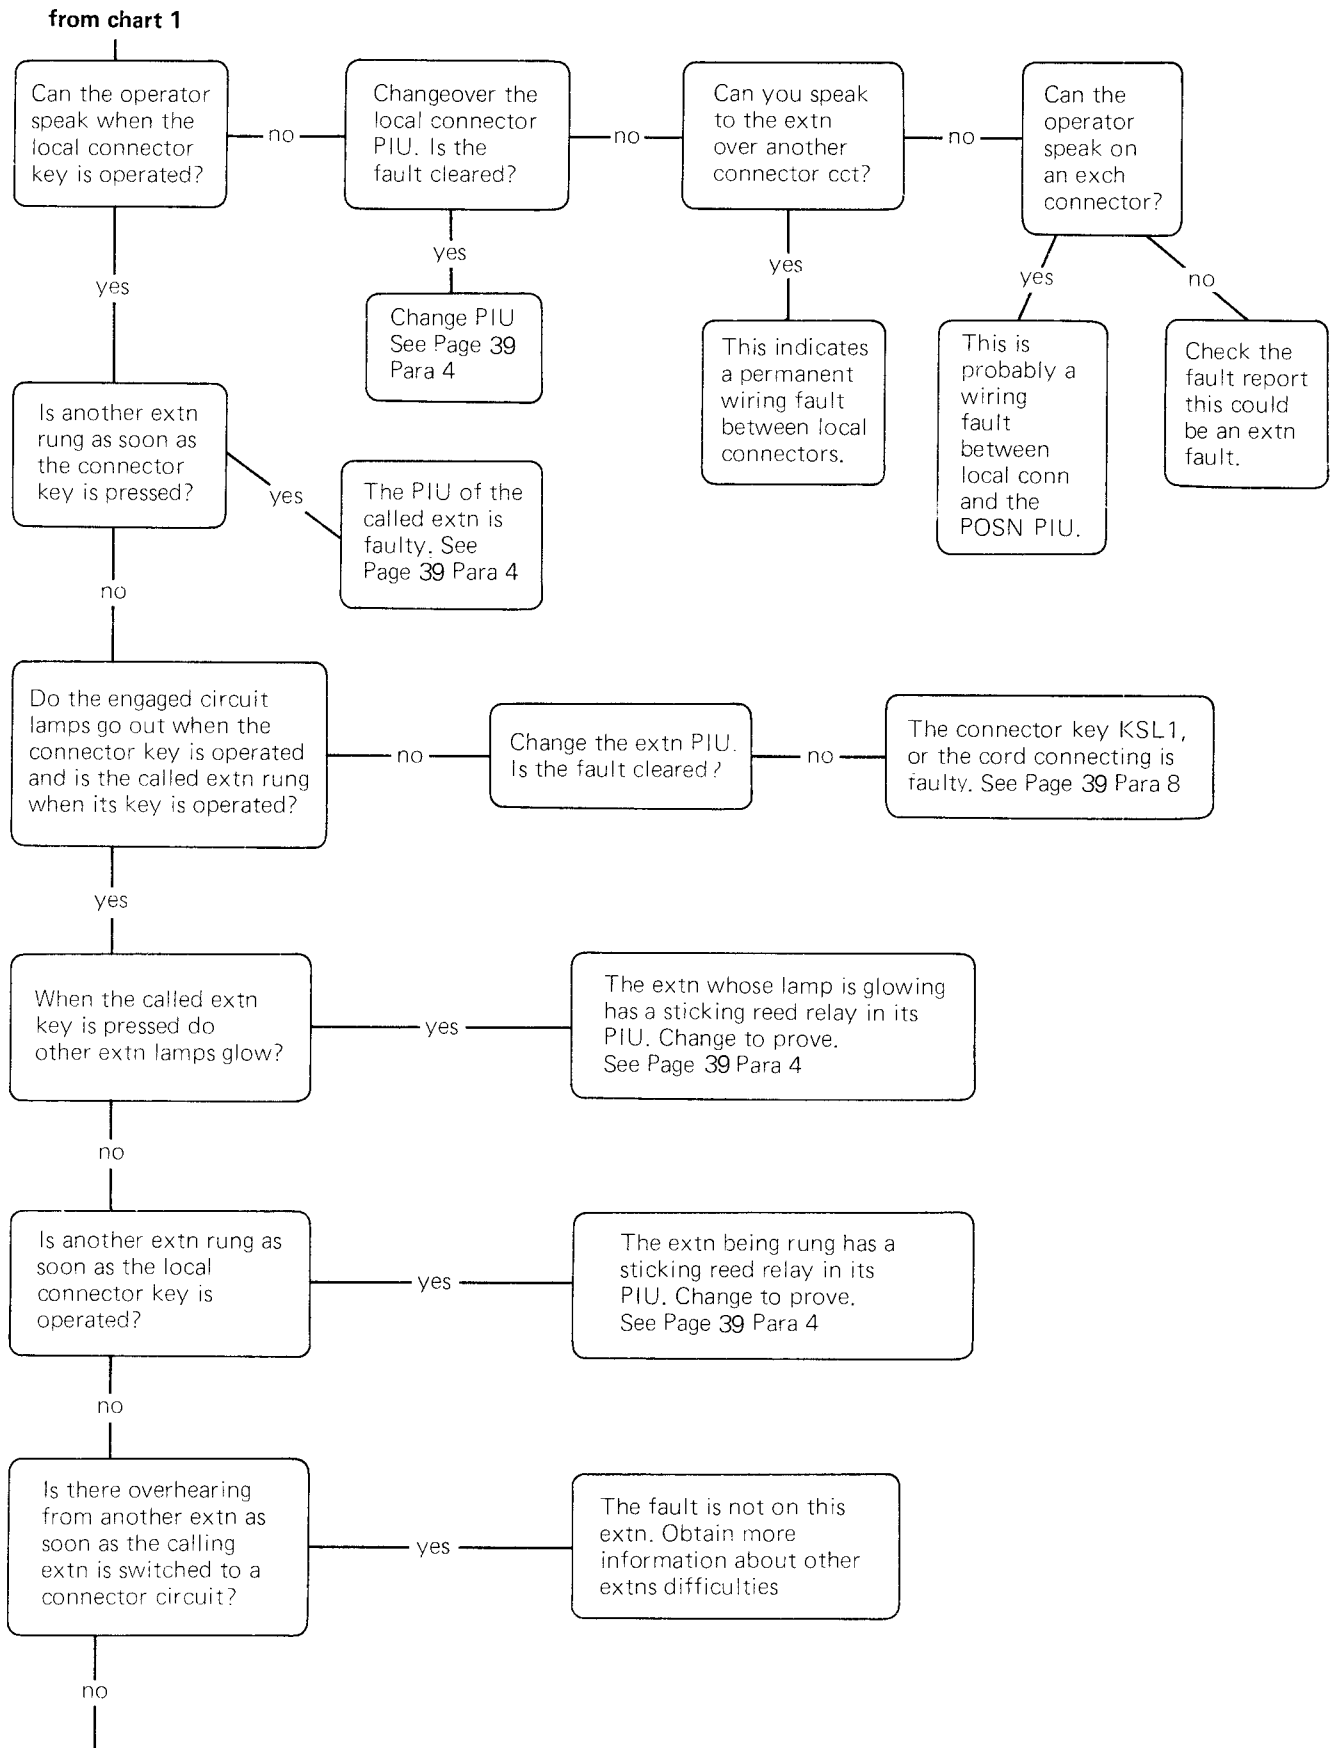 from chart 1
Can the operator
speak when the
local connector
key is operated?
no
Changeover the
local connector
PIU. Is the
fault cleared?
no
Can you speak
to the extn
over another
connector cct?
no
Can the
operator
speak on
an exch
connector?
yes
yes
Change PIU
See Page 39
Para 4
yes
This indicates
a permanent
wiring fault
between local
connectors.
yes
This is
probably a
wiring
fault
between
local conn
and the
POSN PIU.
no
Check the
fault report
this could
be an extn
fault.
Is another extn
rung as soon as
the connector
key is pressed?
yes
The PIU of the
called extn is
faulty. See
Page 39 Para 4
no
Do the engaged circuit
lamps go out when the
connector key is operated
and is the called extn rung
when its key is operated?
no
Change the extn PIU.
Is the fault cleared?
no
The connector key KSL1,
or the cord connecting is
faulty. See Page 39 Para 8
yes
When the called extn
key is pressed do
other extn lamps glow?
yes
The extn whose lamp is glowing
has a sticking reed relay in its
PIU. Change to prove.
See Page 39 Para 4
no
Is another extn rung as
soon as the local
connector key is
operated?
yes
The extn being rung has a
sticking reed relay in its
PIU. Change to prove.
See Page 39 Para 4
no
Is there overhearing
from another extn as
soon as the calling
extn is switched to a
connector circuit?
yes
The fault is not on this
extn. Obtain more
information about other
extns difficulties
no